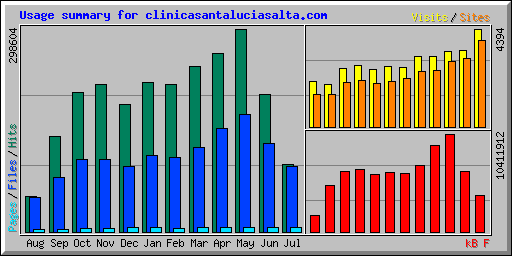 Usage summary for clinicasantaluciasalta.com
Visits / Sites
298604
4394
Pages / Files / Hits
10411912
Aug Sep Oct Nov Dec Jan Feb Mar Apr May Jun Jul
kB F